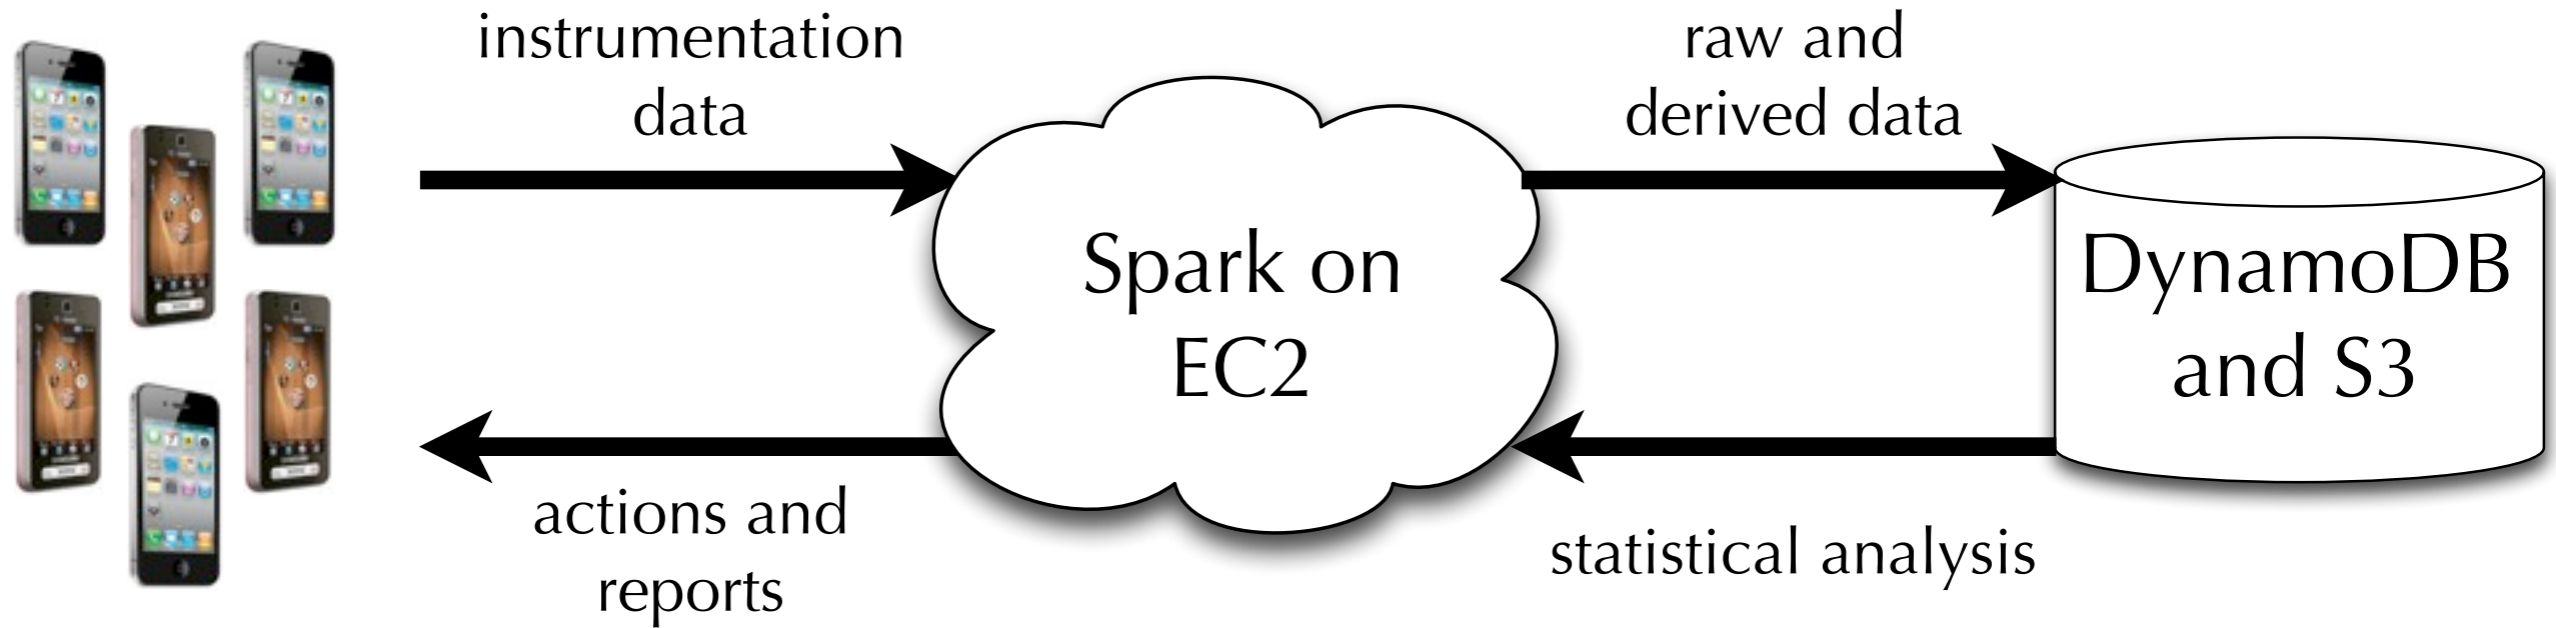 instrumentation
data
raw and
derived data
Spark on
EC2
DynamoDB
and S3
actions and
reports
statistical analysis